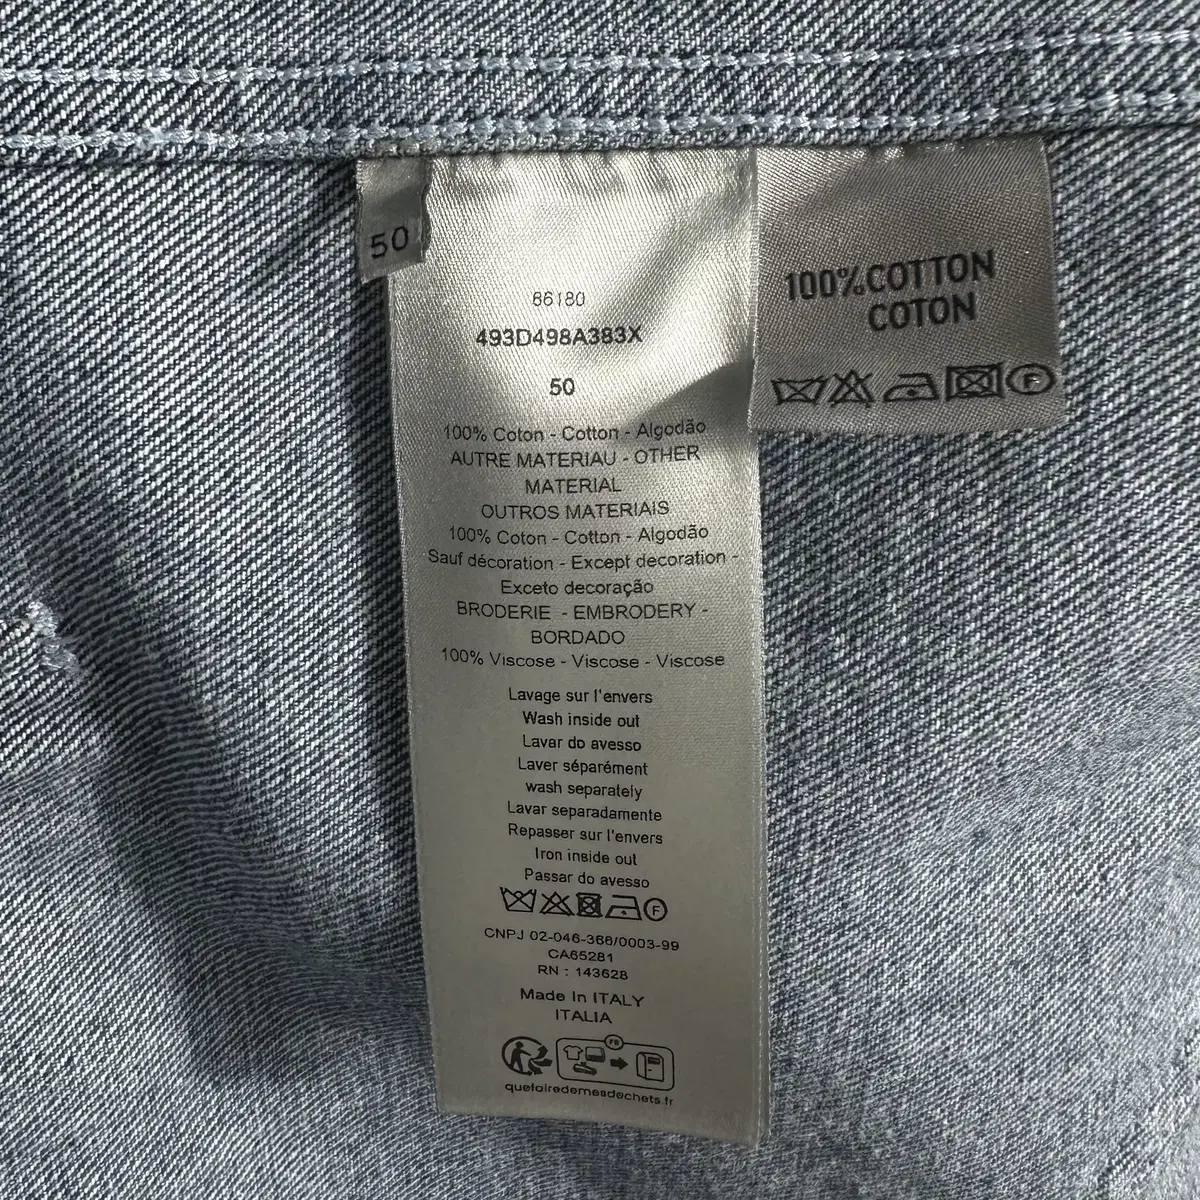 50
86180
493D498A383X
50
100% Coton - Cotton - Algodão
AUTRE MATERIAU - OTHER
MATERIAL
OUTROS MATERIAIS
100% Coton - Cotton - Algodão
Sauf décoration - Except decoration -
Exceto decoração
BRODERIE - EMBRODERY -
BORDADO
100% Viscose - Viscose - Viscose
Lavage sur l'envers
Wash inside out
Lavar do avesso
Laver séparément
wash separately
Lavar separadamente
Repasser sur l'envers
Iron inside out
Passar do avesso
F
CNPJ 02-046-366/0003-99
CA65281
RN : 143628
Made In ITALY
ITALIA
FR
quefairedemesdechets.fr
100%COTTON
COTON
F